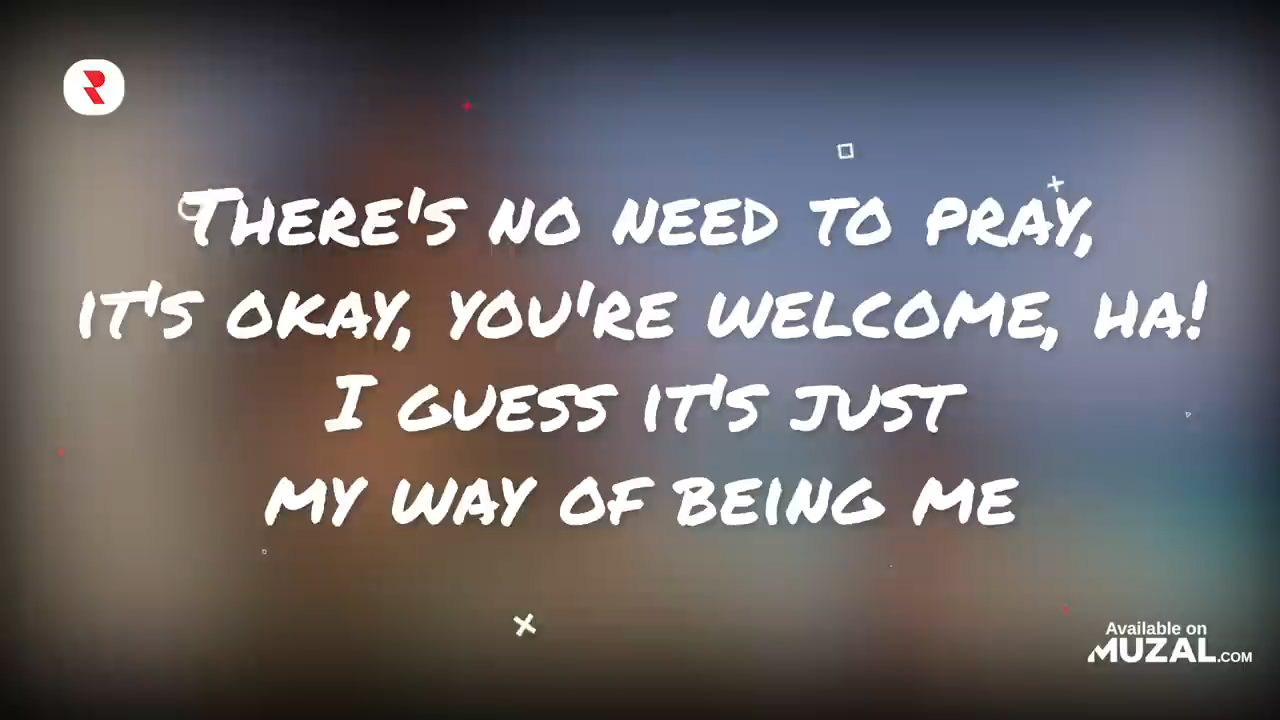 There's no need to pray,
it's okay, you're welcome, ha!
I guess it's just
my way of being me
Available on
MUZAL.COM